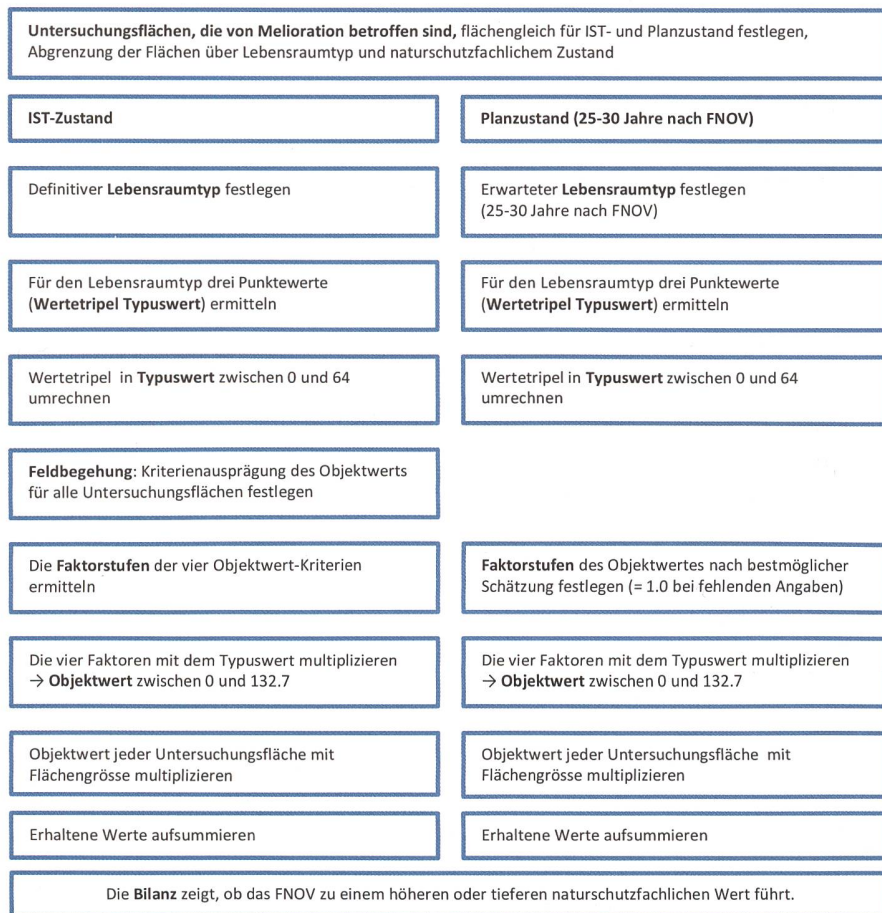 Untersuchungsflächen, die von Melioration betroffen sind, flächengleich für IST- und Planzustand festlegen,
Abgrenzung der Flächen über Lebensraumtyp und naturschutzfachlichem Zustand
IST-Zustand
Planzustand (25-30 Jahre nach FNOV)
Definitiver Lebensraumtyp festlegen
Erwarteter Lebensraumtyp festlegen
(25-30 Jahre nach FNOV)
Für den Lebensraumtyp drei Punktewerte
(Wertetripel Typuswert) ermitteln
Für den Lebensraumtyp drei Punktewerte
(Wertetripel Typuswert) ermitteln
Wertetripel in Typuswert zwischen 0 und 64
umrechnen
Wertetripel in Typuswert zwischen 0 und 64
umrechnen
Feldbegehung: Kriterienausprägung des Objektwerts
für alle Untersuchungsflächen festlegen
Die Faktorstufen der vier Objektwert-Kriterien
ermitteln
Faktorstufen des Objektwertes nach bestmöglicher
Schätzung festlegen (= 1.0 bei fehlenden Angaben)
Die vier Faktoren mit dem Typuswert multiplizieren
→ Objektwert zwischen 0 und 132.7
Die vier Faktoren mit dem Typuswert multiplizieren
→ Objektwert zwischen 0 und 132.7
Objektwert jeder Untersuchungsfläche mit
Flächengrösse multiplizieren
Objektwert jeder Untersuchungsfläche mit
Flächengrösse multiplizieren
Erhaltene Werte aufsummieren
Erhaltene Werte aufsummieren
Die Bilanz zeigt, ob das FNOV zu einem höheren oder tieferen naturschutzfachlichen Wert führt.